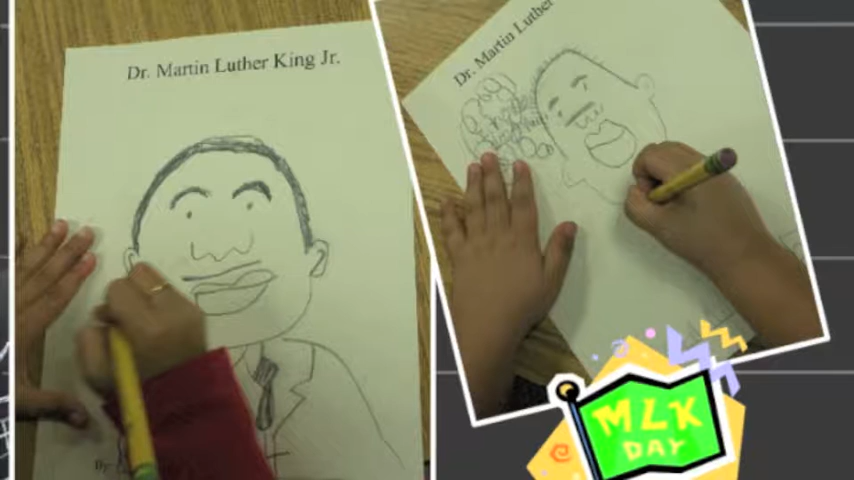 Dr. Martin Luther King Jr.
Dr. Martin Luther
By:
MLK
DAY